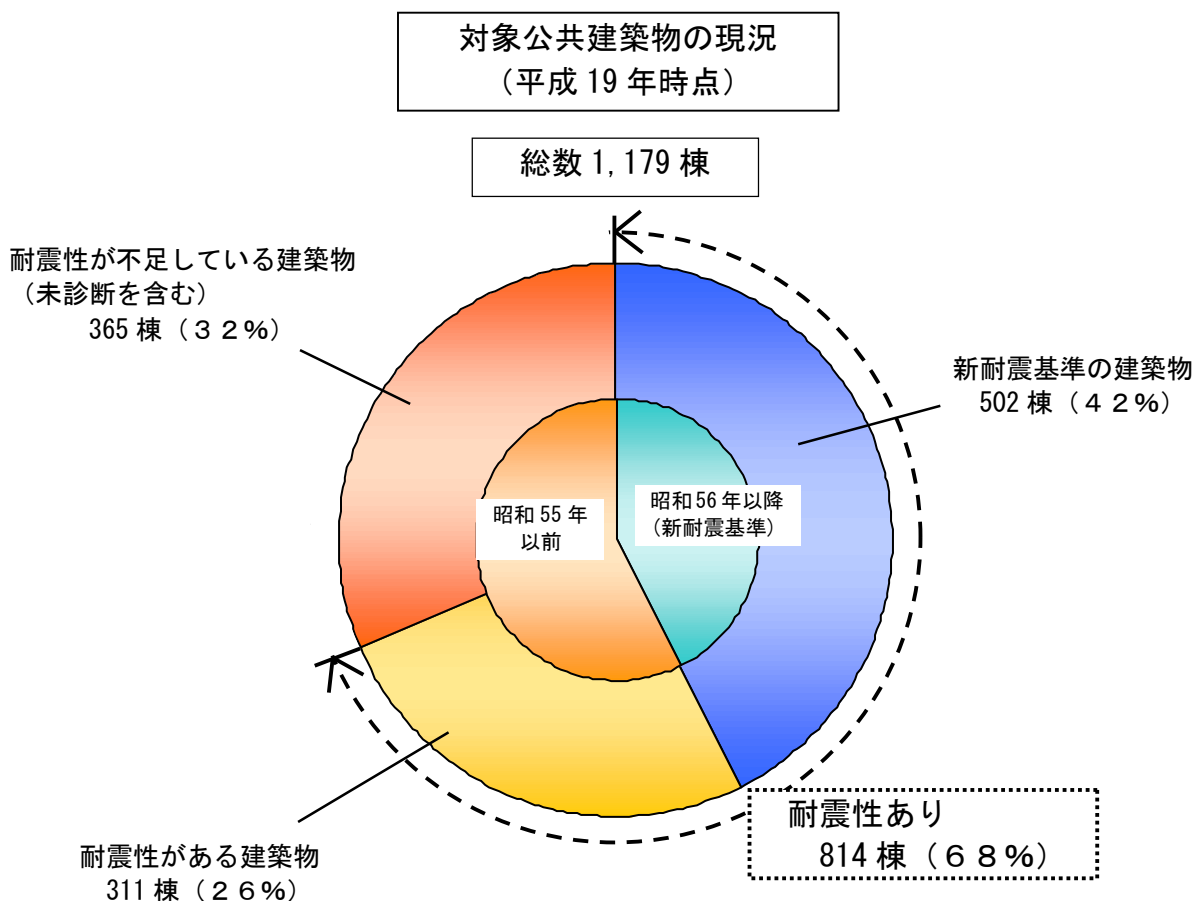 対象公共建築物の現況
（平成 19 年時点）
総数 1,179 棟
耐震性が不足している建築物
（未診断を含む）
365 棟（３２%）
新耐震基準の建築物
502 棟（４２%）
昭和 55 年
以前
昭和 56 年以降
（新耐震基準）
耐震性がある建築物
311 棟（２６%）
耐震性あり
814 棟（６８%）